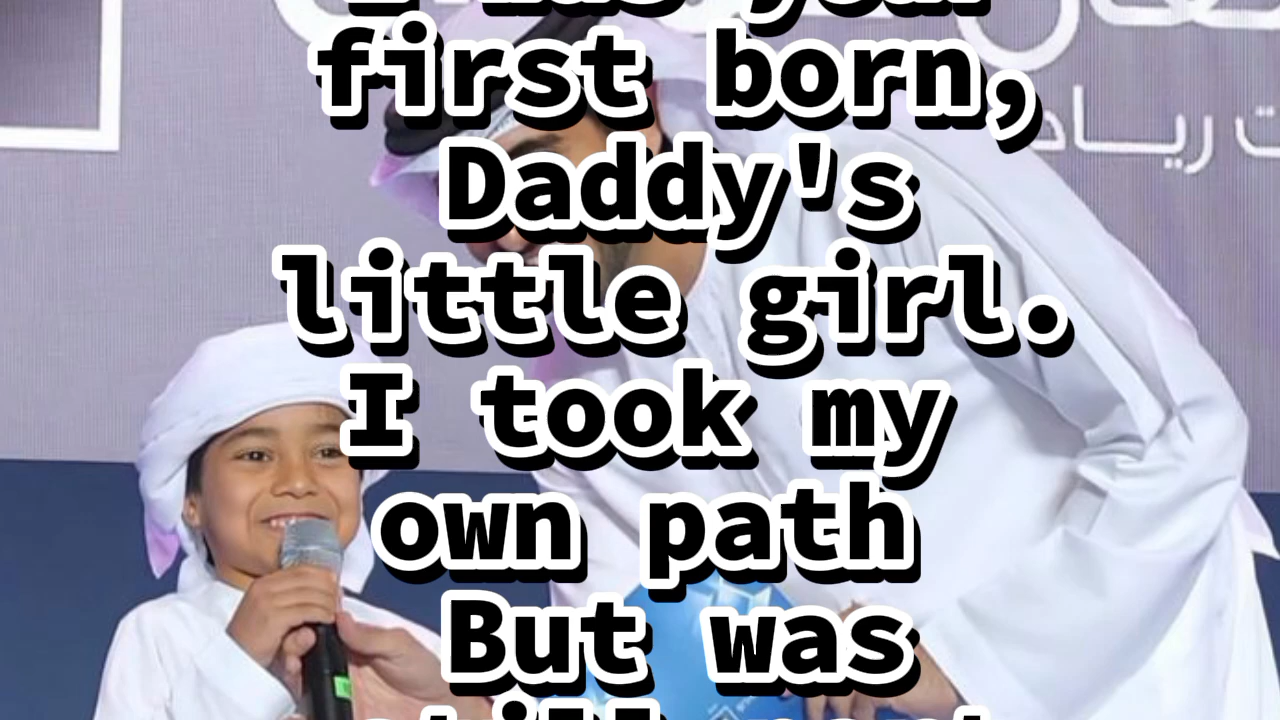 first born,
Daddy's
little girl.
I took my
own path
But was